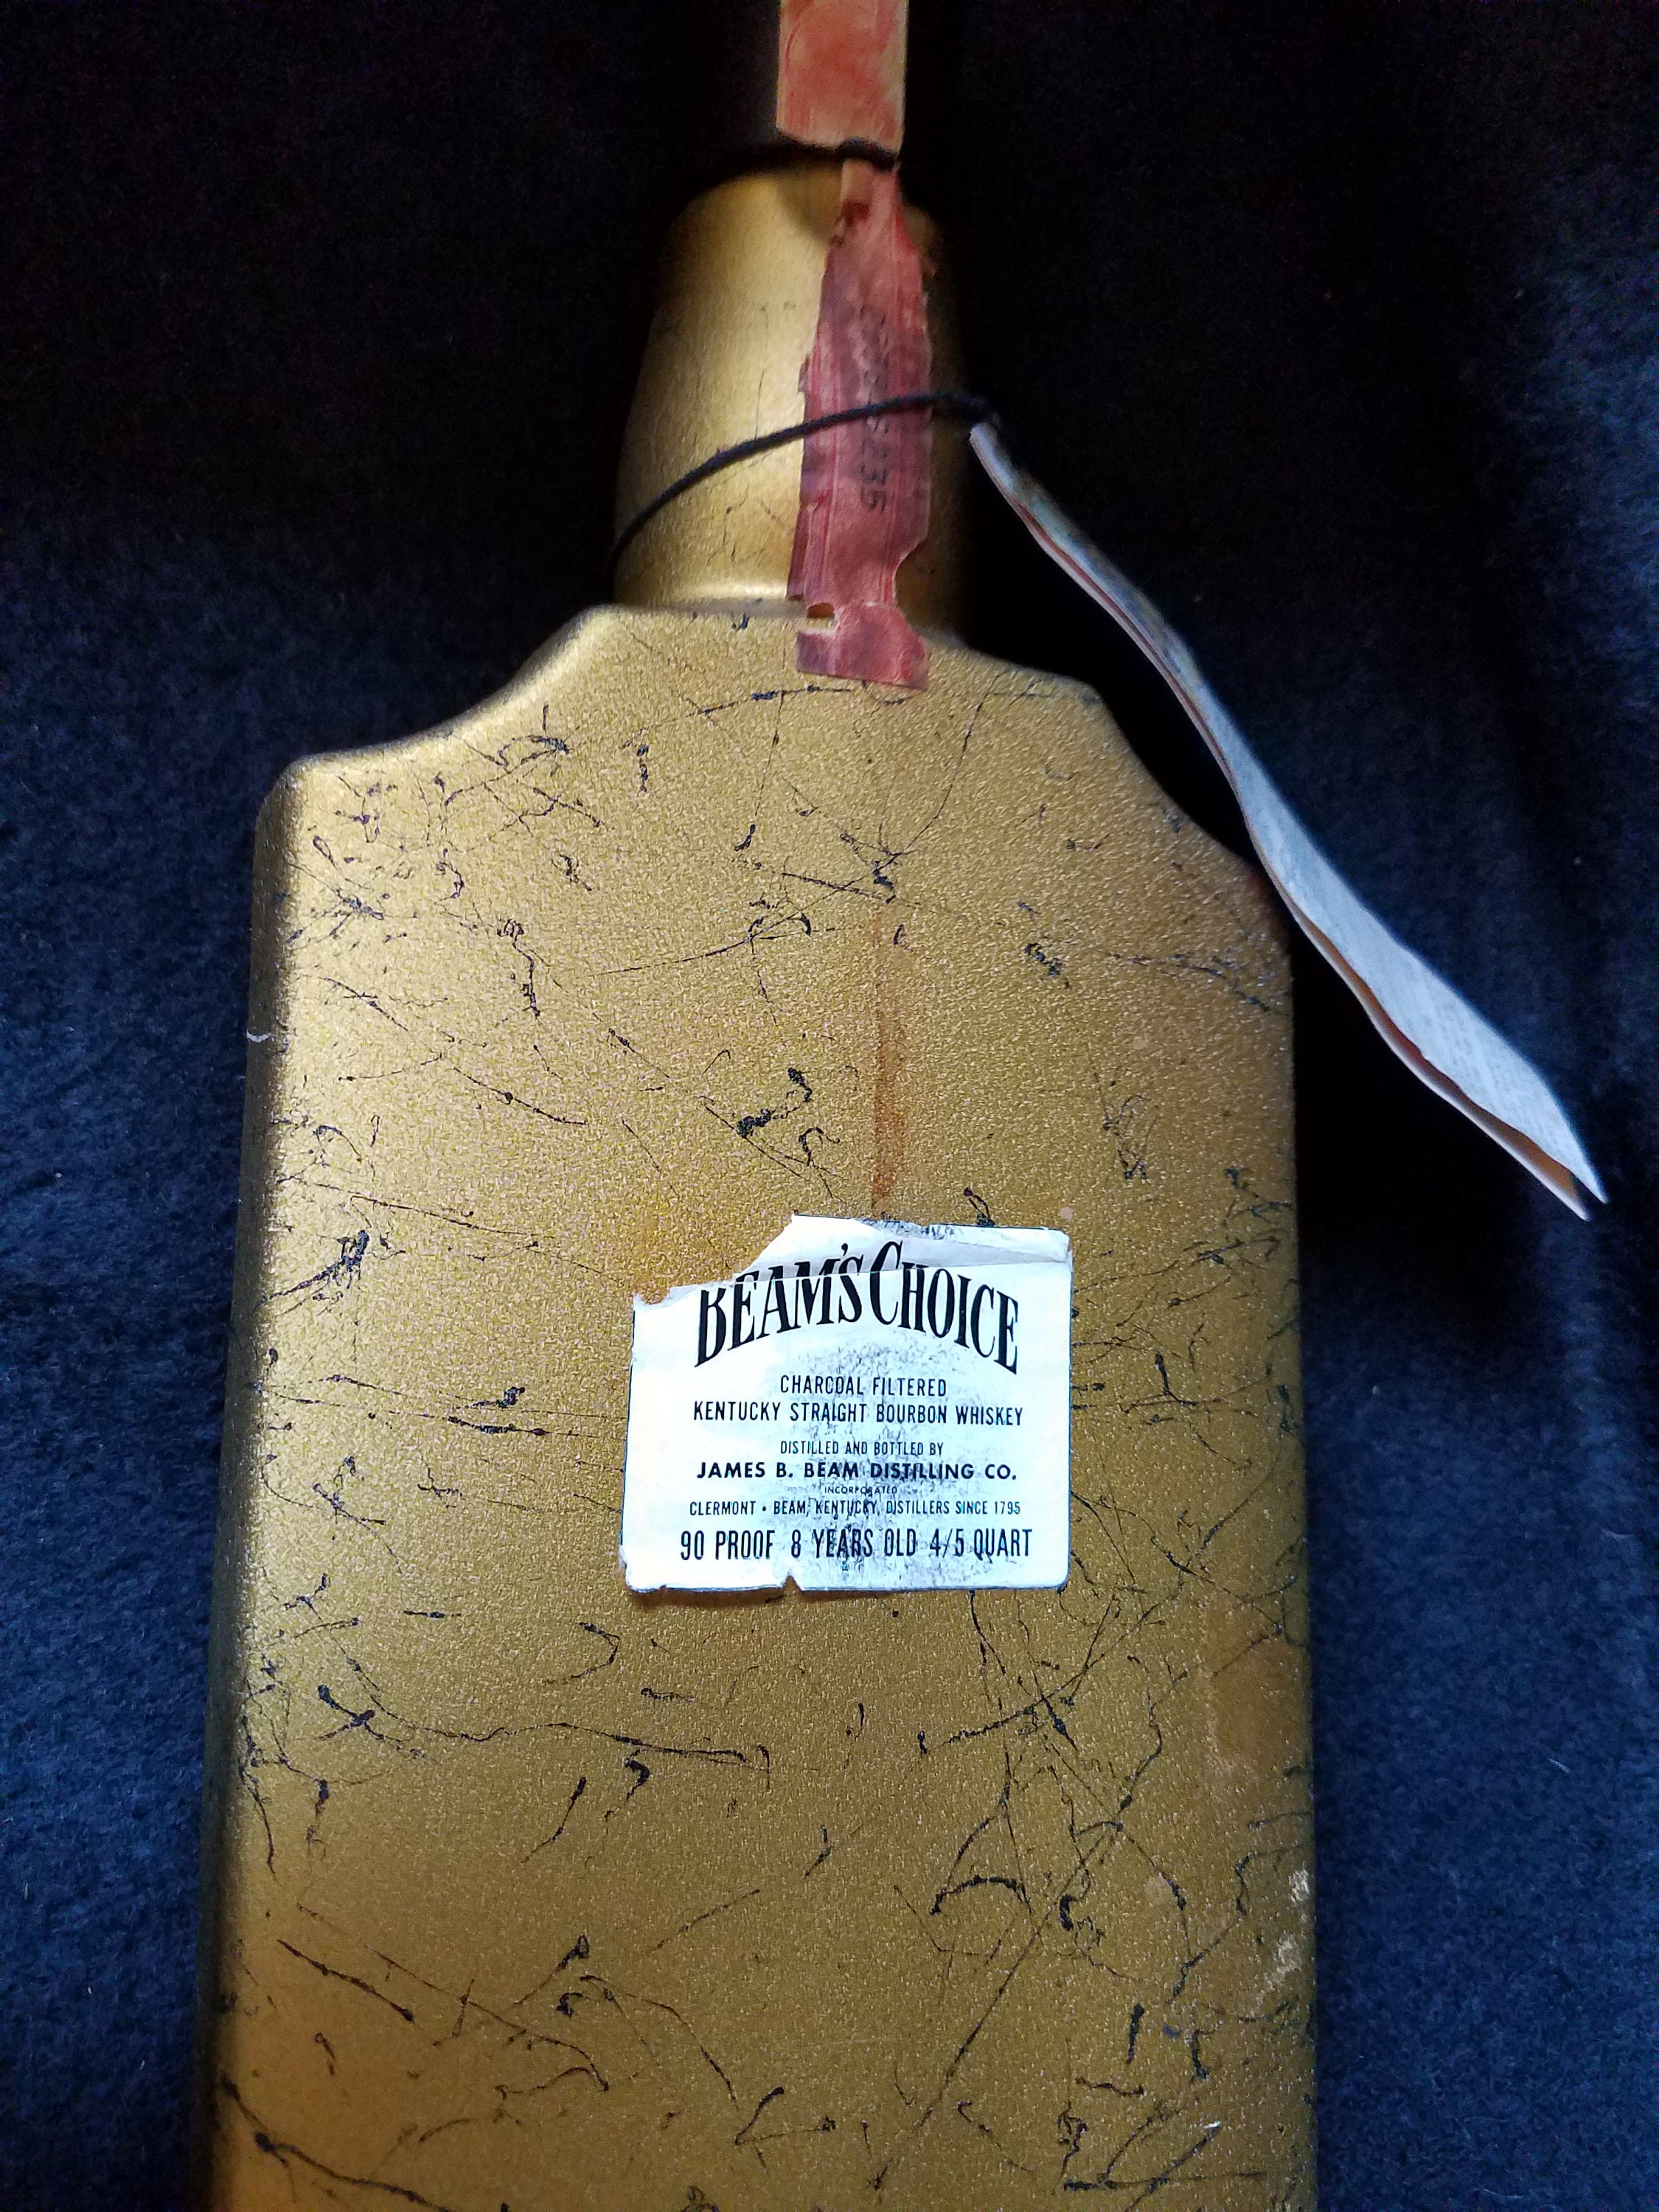 235
BEAM'S CHOICE
CHARCOAL FILTERED
KENTUCKY STRAIGHT BOURBON WHISKEY
DISTILLED AND BOTTLED BY
JAMES B. BEAM DISTILLING CO.
INCORPORATED
CLERMONT • BEAM, KENTUCKY, DISTILLERS SINCE 1795
90 PROOF 8 YEARS OLD 4/5 QUART